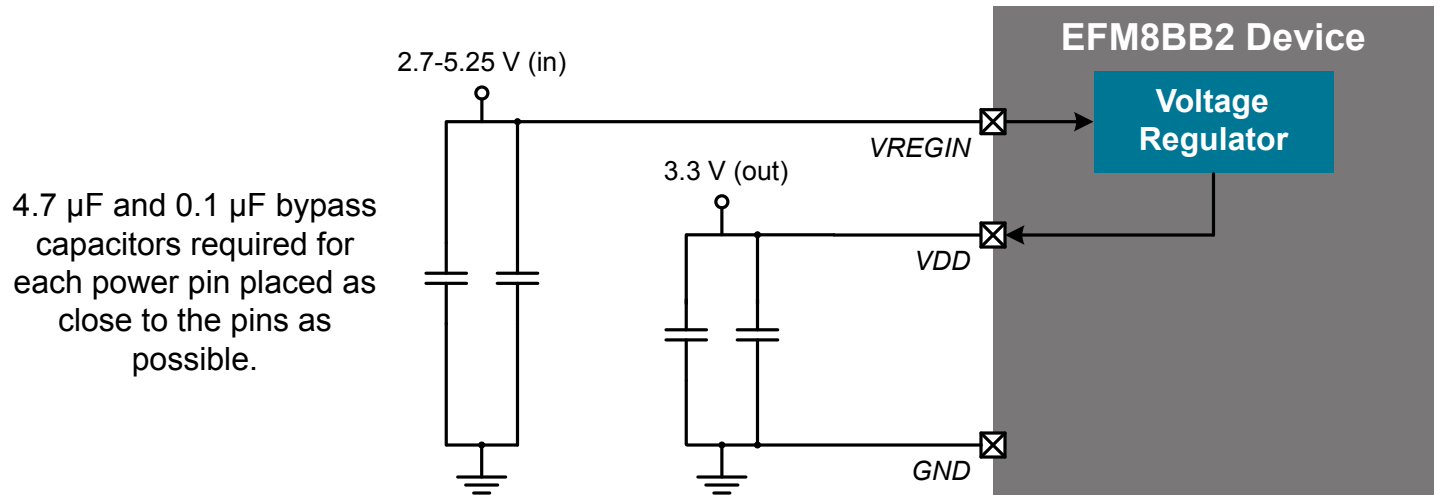 EFM8BB2 Device
2.7-5.25 V (in)
Voltage
Regulator
VREGIN
3.3 V (out)
4.7 µF and 0.1 µF bypass
capacitors required for
each power pin placed as
close to the pins as
possible.
VDD
GND